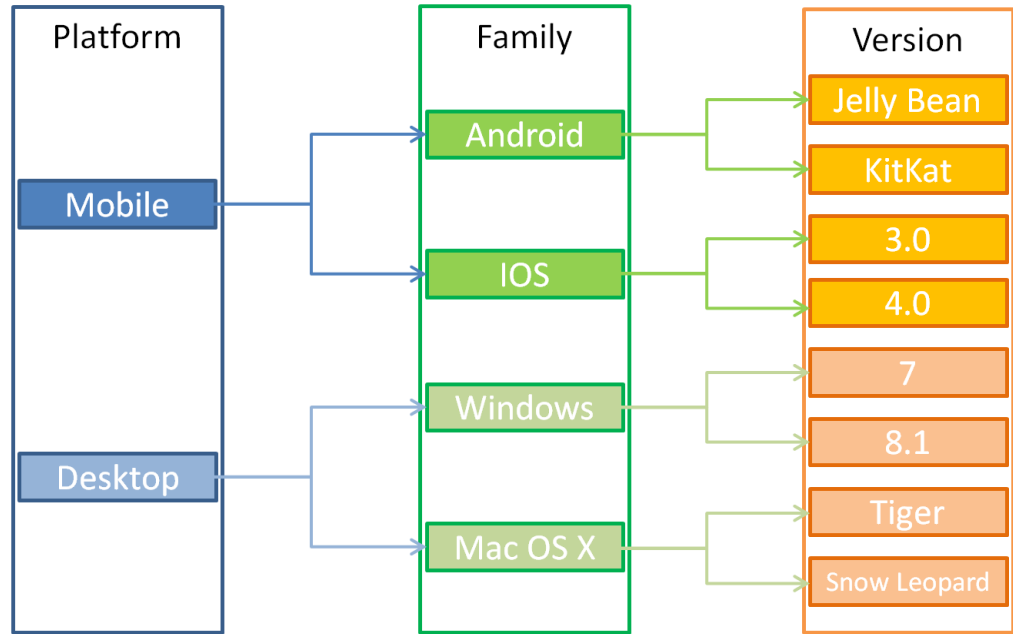 Platform
Mobile
Desktop
Family
Android
IOS
Windows
Mac OS X
Version
Jelly Bean
KitKat
3.0
4.0
7
8.1
Tiger
Snow Leopard